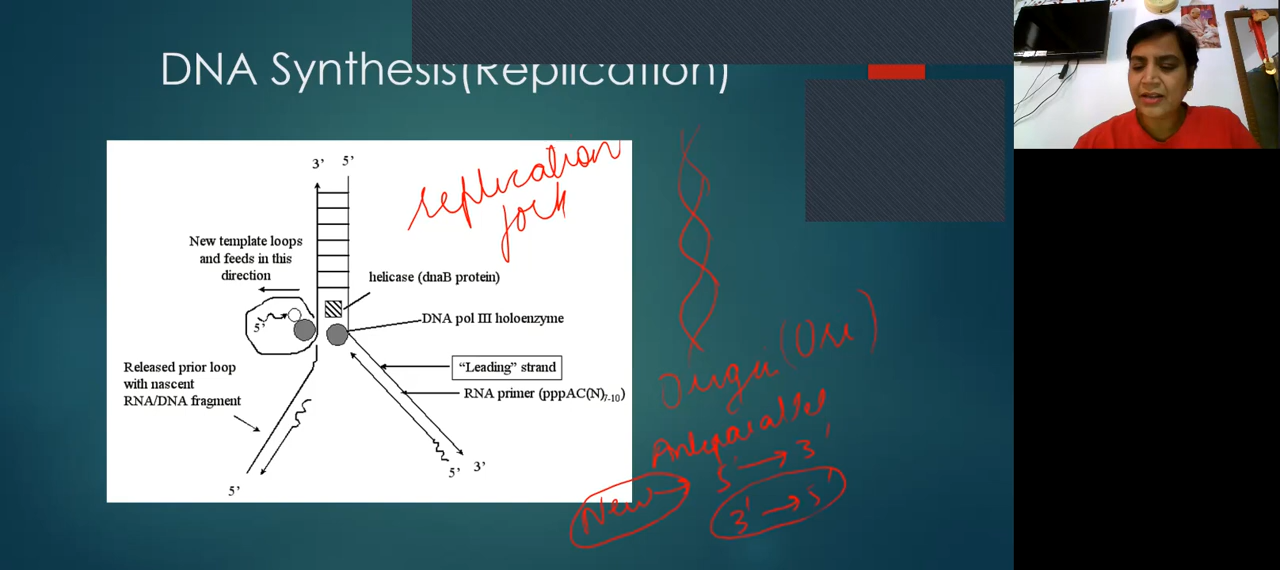 DNA Synthesis(Replication)
3’ 5’
replication
fork
New template loops
and feeds in this
direction
helicase (dnaB protein)
5’
DNA pol III holoenzyme
“Leading” strand
RNA primer (pppAC(N)7-10)
Released prior loop
with nascent
RNA/DNA fragment
5’
5’ 3’
Origin (Ori)
Antiparallel
5' → 3'
New →
3' → 5'